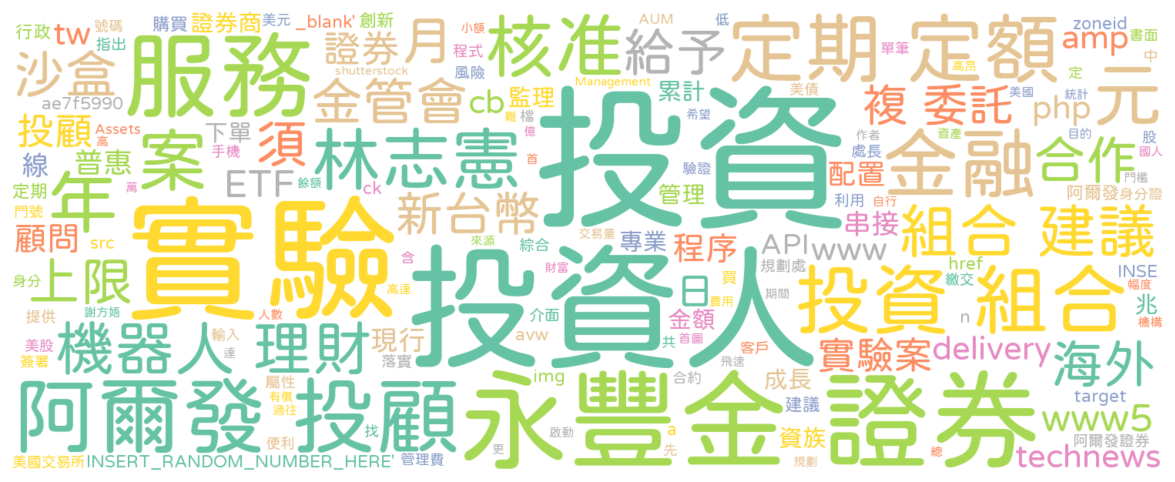 行政 號碼 購買 美元 證券商 _blank' 創新 AUM 低 zoneid 書面
tw 指出 服務 證券 月 程式 小額 核准 給予 定期 定額 單筆 amp 中
沙盒 shutterstock 風險 高品 定 統計
ae7f5990 金管會 cb 監理 Management 累計 美債 複 委託 美國 php 元
投顧 Assets 高 下單 須 難 檔 希望 作者 資產 目的 股
線 普惠 案 手機 林志憲 億 投資 驗證 處長 金融 合作 國人
定期 年 萬 ETF 餘額 ck 首 管理 配置 利用 自行 門檻 阿爾發 身分證
門號 實驗 新台幣 投資人 來源 交易量 專業 程序 API 串接 組合 建議
顧問 src 含 綜合 財富 www
身分 上限 高達 日 買 規劃處 href 繳交 INSE 幅度
謝方娪 人數 介面 金額 費用 期間 投資 組合 n 兆 機構
提供 機器人 理財 輸入 現行 avw 共 首圖 客戶 實驗案 delivery 海外
美股 簽署 達 落實 飛速
阿爾發 投顧 屬性 有價 過往 img 永豐金 證券 合約 成長 建議 target
便利 找 啟動 a 資族 www5
美國交易所 INSERT_RANDOM_NUMBER_HERE' 管理費 更 先 規劃 總 阿爾發證券 technews